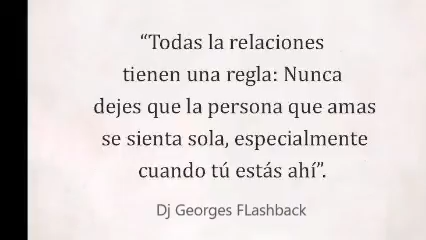 “Todas la relaciones
tienen una regla: Nunca
dejes que la persona que amas
se sienta sola, especialmente
cuando tú estás ahí”.
Dj Georges FLashback